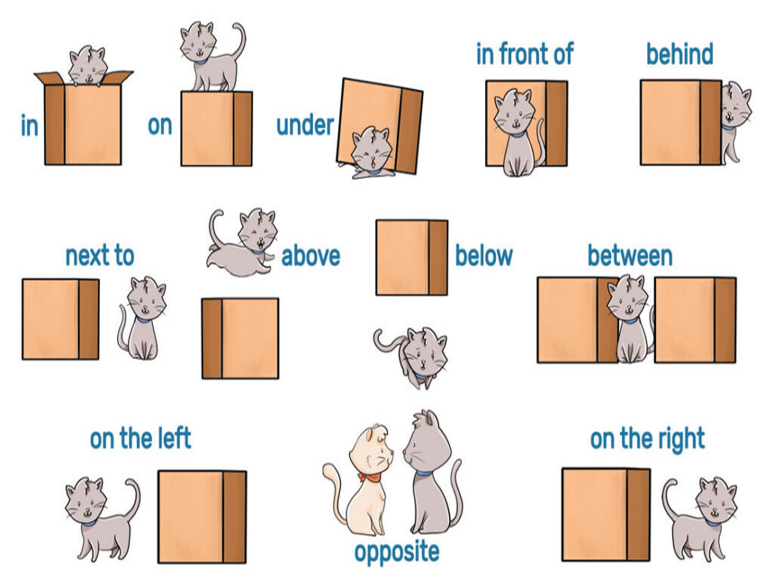 in
on
under
in front of
behind
next to
above
below
between
on the left
opposite
on the right